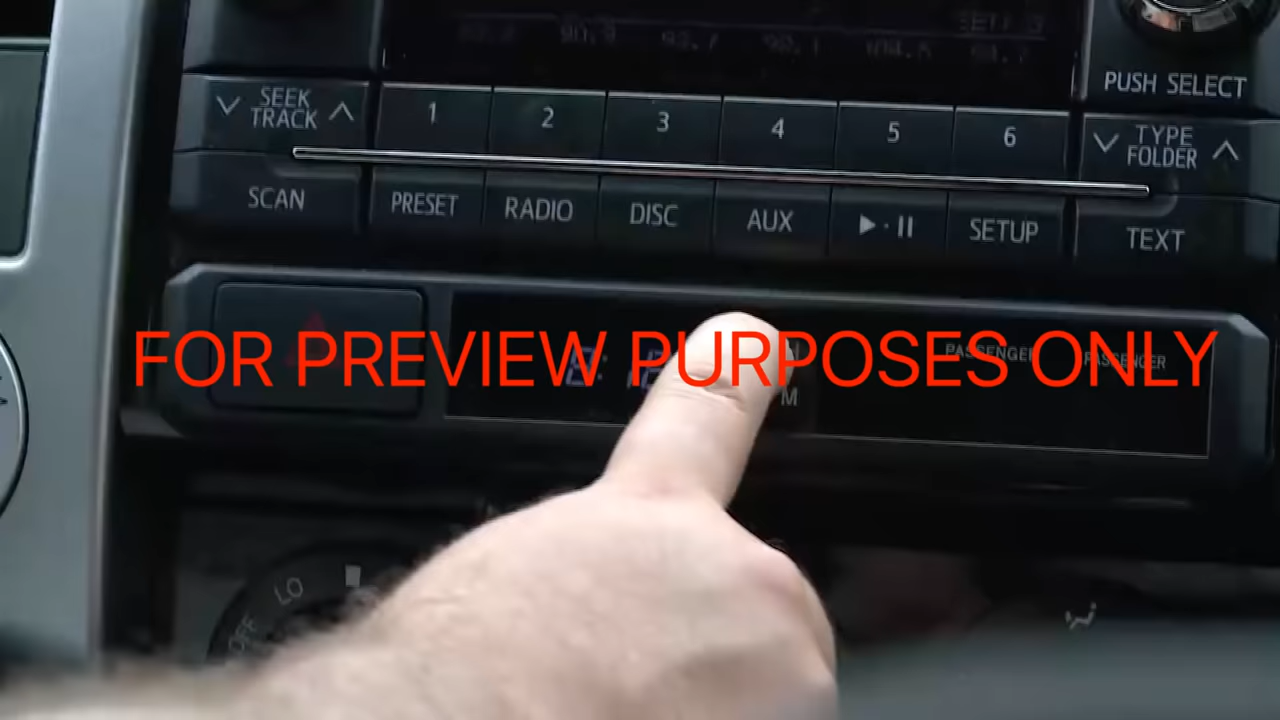 PUSH SELECT
SEEK
TRACK
1
2
3
4
5
6
TYPE
FOLDER
SCAN
PRESET
RADIO
DISC
AUX
SETUP
TEXT
FOR PREVIEW PURPOSES ONLY
PASSENGER
PASSENGER
M
LO
OFF